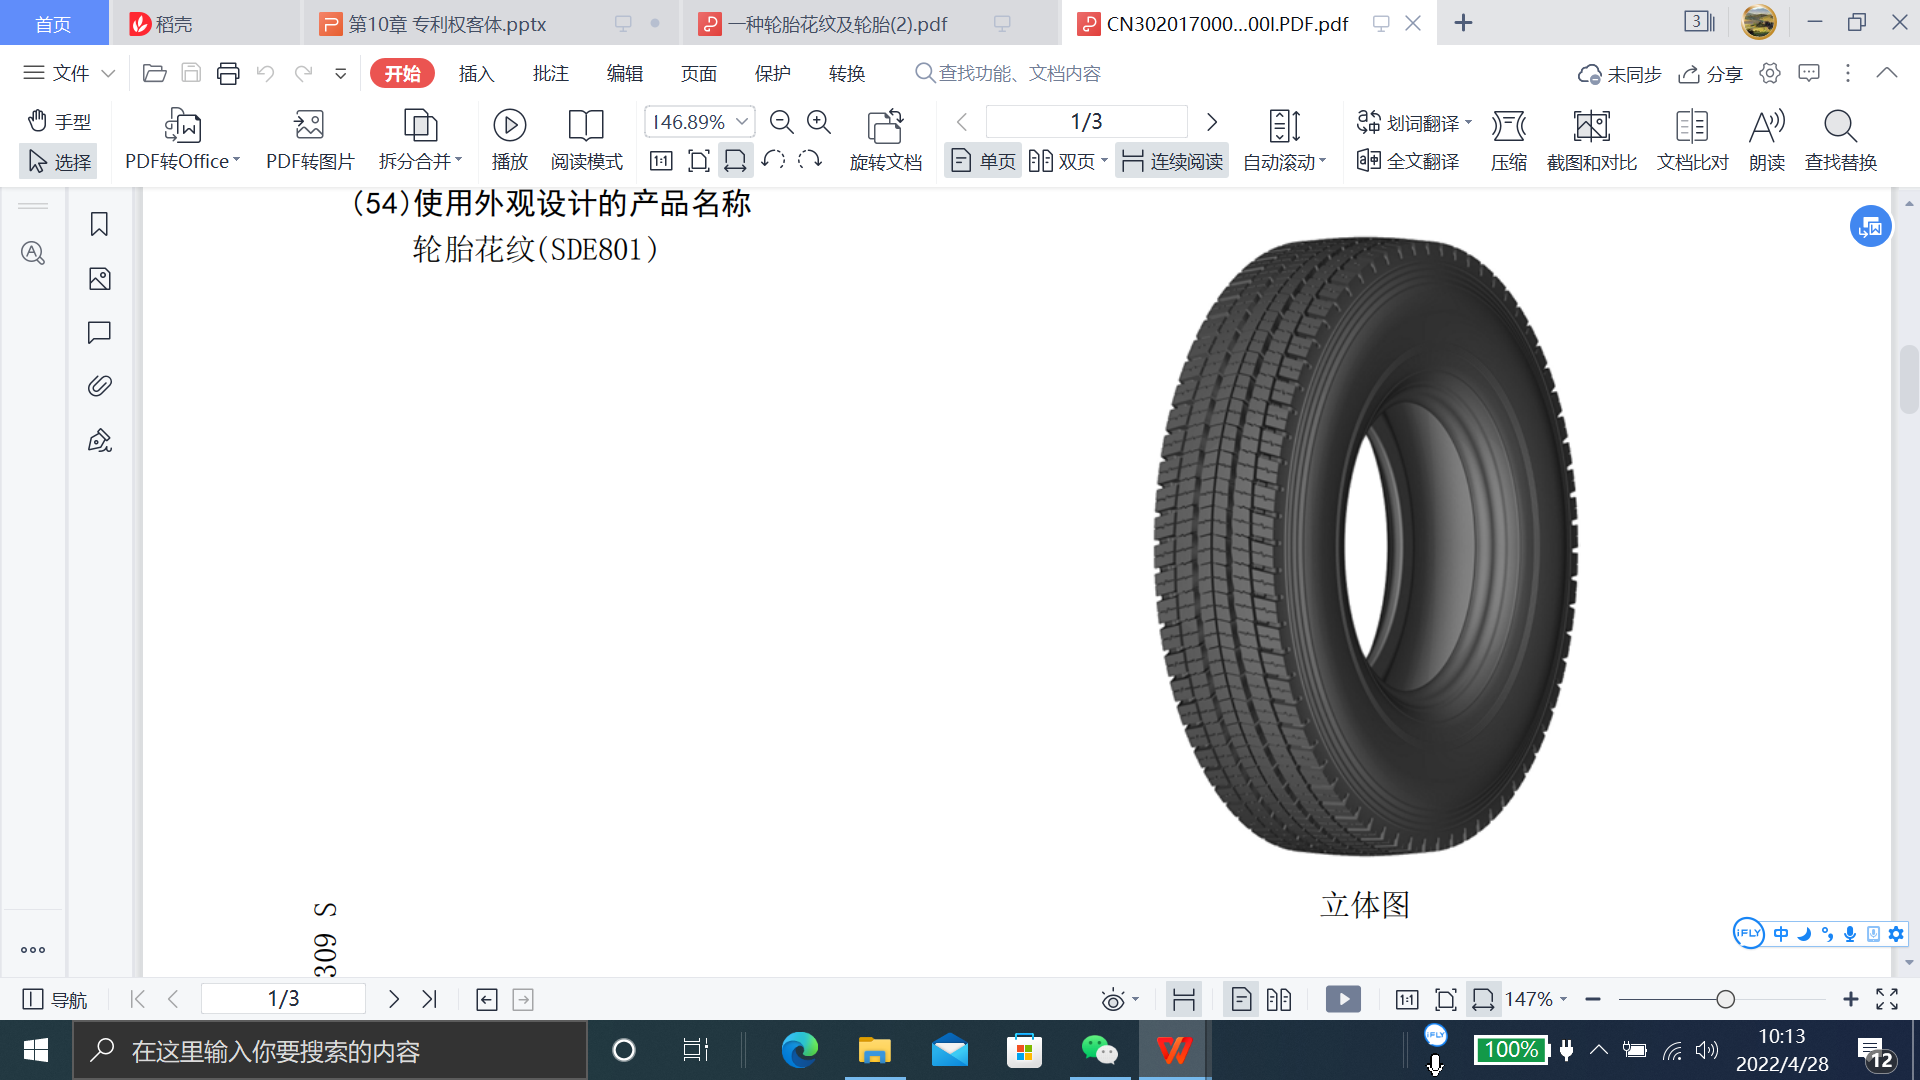 首页
稻壳
第10章 专利权客体.pptx
一种轮胎花纹及轮胎(2).pdf
CN302017000...00I.PDF.pdf
3
文件
开始
插入
批注
编辑
页面
保护
转换
查找功能、文档内容
未同步
分享
手型
选择
PDF转Office
PDF转图片
拆分合并
播放
阅读模式
146.89%
1:1
旋转文档
1/3
单页
双页
连续阅读
自动滚动
划词翻译
全文翻译
压缩
截图和对比
文档比对
朗读
查找替换
(54)使用外观设计的产品名称
轮胎花纹(SDE801)
立体图
309 S
iFLY
中
导航
1/3
1:1
147%
在这里输入你要搜索的内容
iFLY
100%
10:13
2022/4/28
12